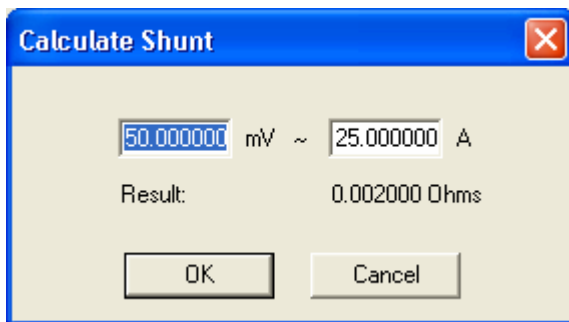 Calculate Shunt
50.000000 mV ~ 25.000000 A
Result: 0.002000 Ohms
OK Cancel